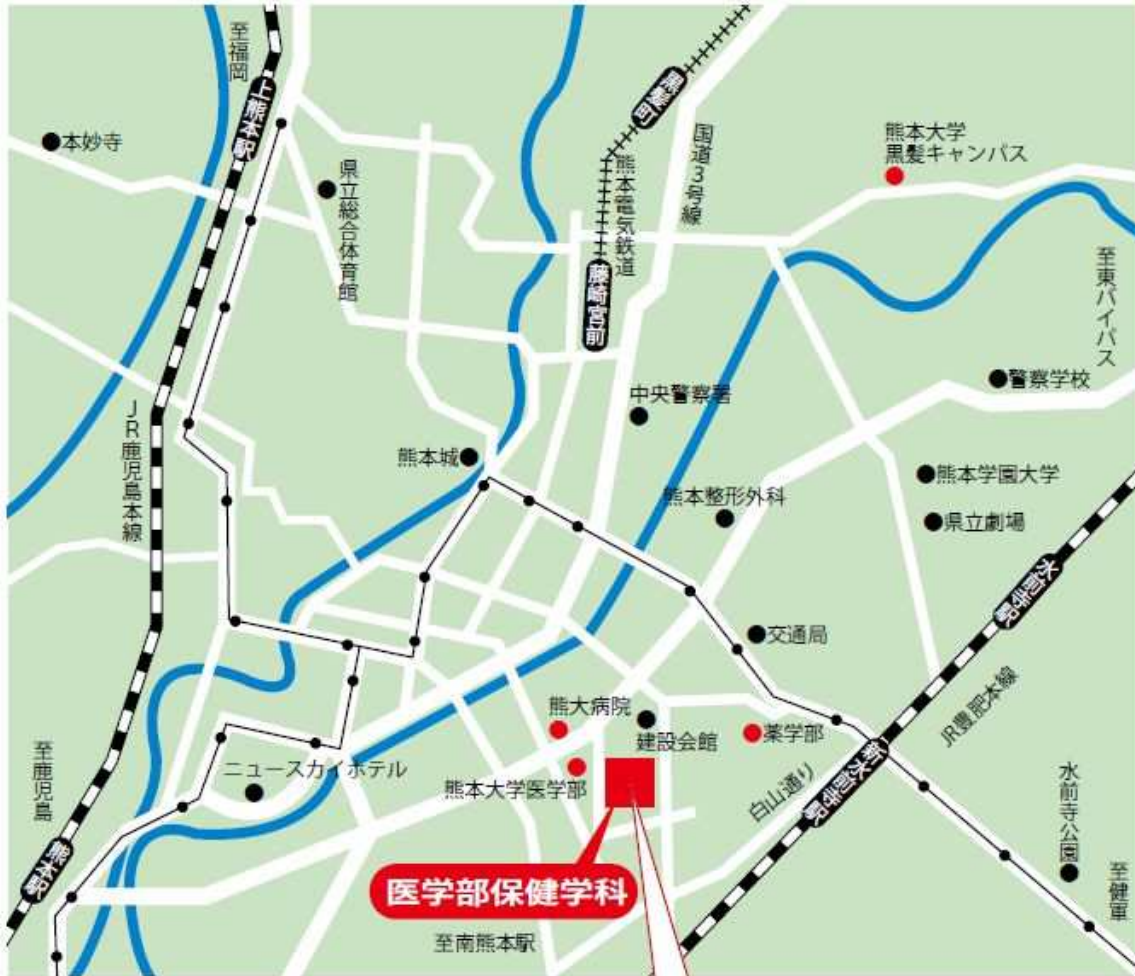 至福岡
上熊本駅
本妙寺
県立総合体育館
黒髪町
熊本電気鉄道
藤崎宮前
国道3号線
熊本大学
黒髪キャンパス
至東バイパス
警察学校
中央警察署
JR鹿児島本線
熊本城
熊本整形外科
熊本学園大学
県立劇場
水前寺駅
交通局
JR豊肥本線
熊大病院
建設会館
薬学部
新水前寺駅
白山通り
熊本大学医学部
ニュースカイホテル
至鹿児島
熊本駅
水前寺公園
至健軍
医学部保健学科
至南熊本駅